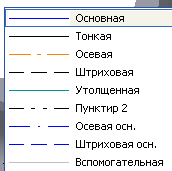 Основная
Тонкая
Осевая
Штриховая
Утолщенная
Пунктир 2
Осевая осн.
Штриховая осн.
Вспомогательная